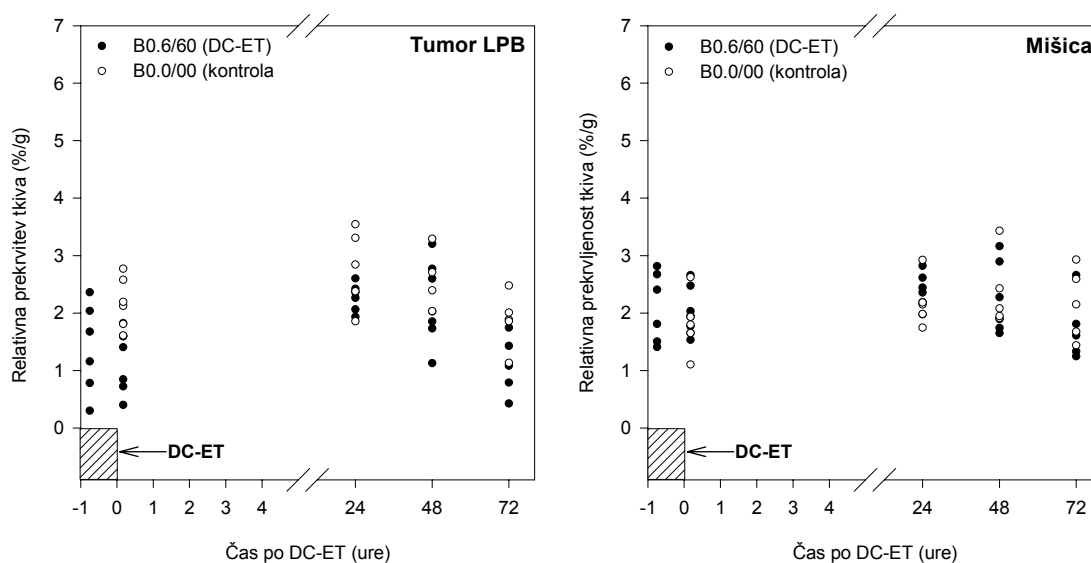 Tumor LPB
B0.6/60 (DC-ET)
B0.0/00 (kontrola
Relativna prekrvitev tkiva (%/g)
7
6
5
4
3
2
1
0
DC-ET
-1 0 1 2 3 4 24 48 72
Čas po DC-ET (ure)
Mišica
B0.6/60 (DC-ET)
B0.0/00 (kontrola)
Relativna prekrvljenost tkiva (%/g)
7
6
5
4
3
2
1
0
DC-ET
-1 0 1 2 3 4 24 48 72
Čas po DC-ET (ure)